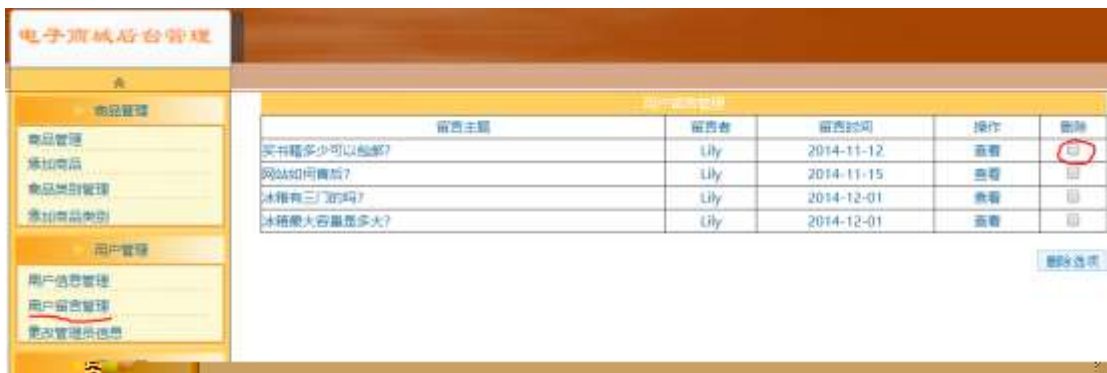 电子商城后台管理
商品管理
商品管理
添加商品
商品类别管理
添加商品类别
用户管理
用户信息管理
用户留言管理
更改管理员信息
用户留言管理
留言主题 留言者 留言时间 操作 删除
买书籍多少可以包邮? Lily 2014-11-12 查看
网站如何售后? Lily 2014-11-15 查看
冰箱有三门的吗? Lily 2014-12-01 查看
冰箱最大容量是多大? Lily 2014-12-01 查看
删除选项